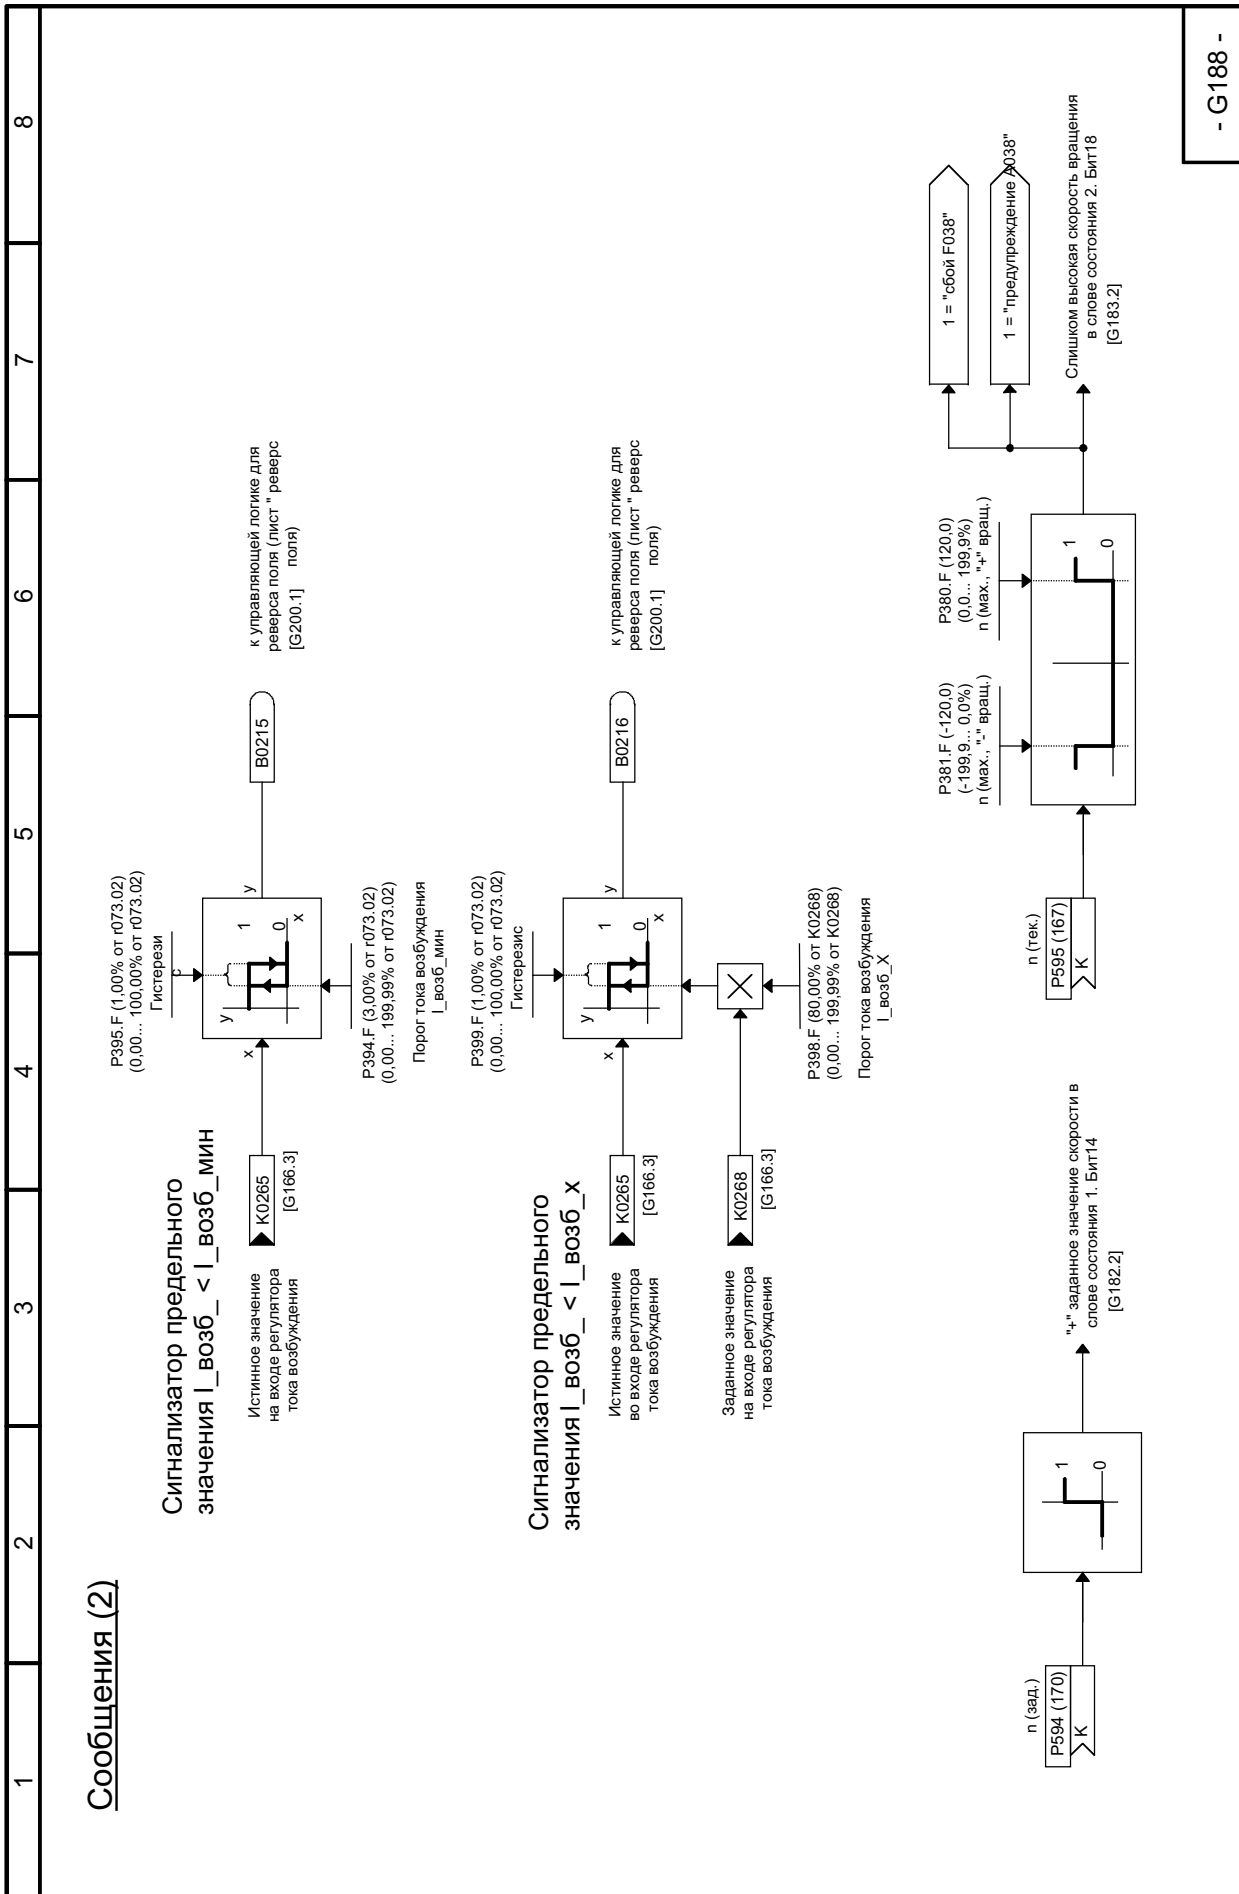 1
2
3
4
5
6
7
8
Сообщения (2)
Сигнализатор предельного
значения I_возб_ < I_возб_мин
P395.F (1,00% от r073.02)
(0,00... 100,00% от r073.02)
Гистерези
с
Истинное значение
на входе регулятора
тока возбуждения
K0265
[G166.3]
x
y
1
0
x
y
B0215
к управляющей логике для
реверса поля (лист " реверс
[G200.1] поля)
P394.F (3,00% от r073.02)
(0,00... 199,99% от r073.02)
Порог тока возбуждения
I_возб_мин
Сигнализатор предельного
значения I_возб_ < I_возб_x
P399.F (1,00% от r073.02)
(0,00... 100,00% от r073.02)
Гистерезис
Истинное значение
во входе регулятора
тока возбуждения
K0265
[G166.3]
x
y
1
0
x
y
B0216
к управляющей логике для
реверса поля (лист " реверс
[G200.1] поля)
Заданное значение
на входе регулятора
тока возбуждения
K0268
[G166.3]
P398.F (80,00% от K0268)
(0,00... 199,99% от K0268)
Порог тока возбуждения
I_возб_X
n (зад.)
P594 (170)
K
1
0
"+" заданное значение скорости в
слове состояния 1. Бит14
[G182.2]
n (тек.)
P595 (167)
K
P381.F (-120,0)
(-199,9... 0,0%)
n (мах., "-" вращ.)
P380.F (120,0)
(0,0... 199,9%)
n (мах., "+" вращ.)
1
0
1 = "сбой F038"
1 = "предупреждение A038"
Слишком высокая скорость вращения
в слове состояния 2. Бит18
[G183.2]
- G188 -